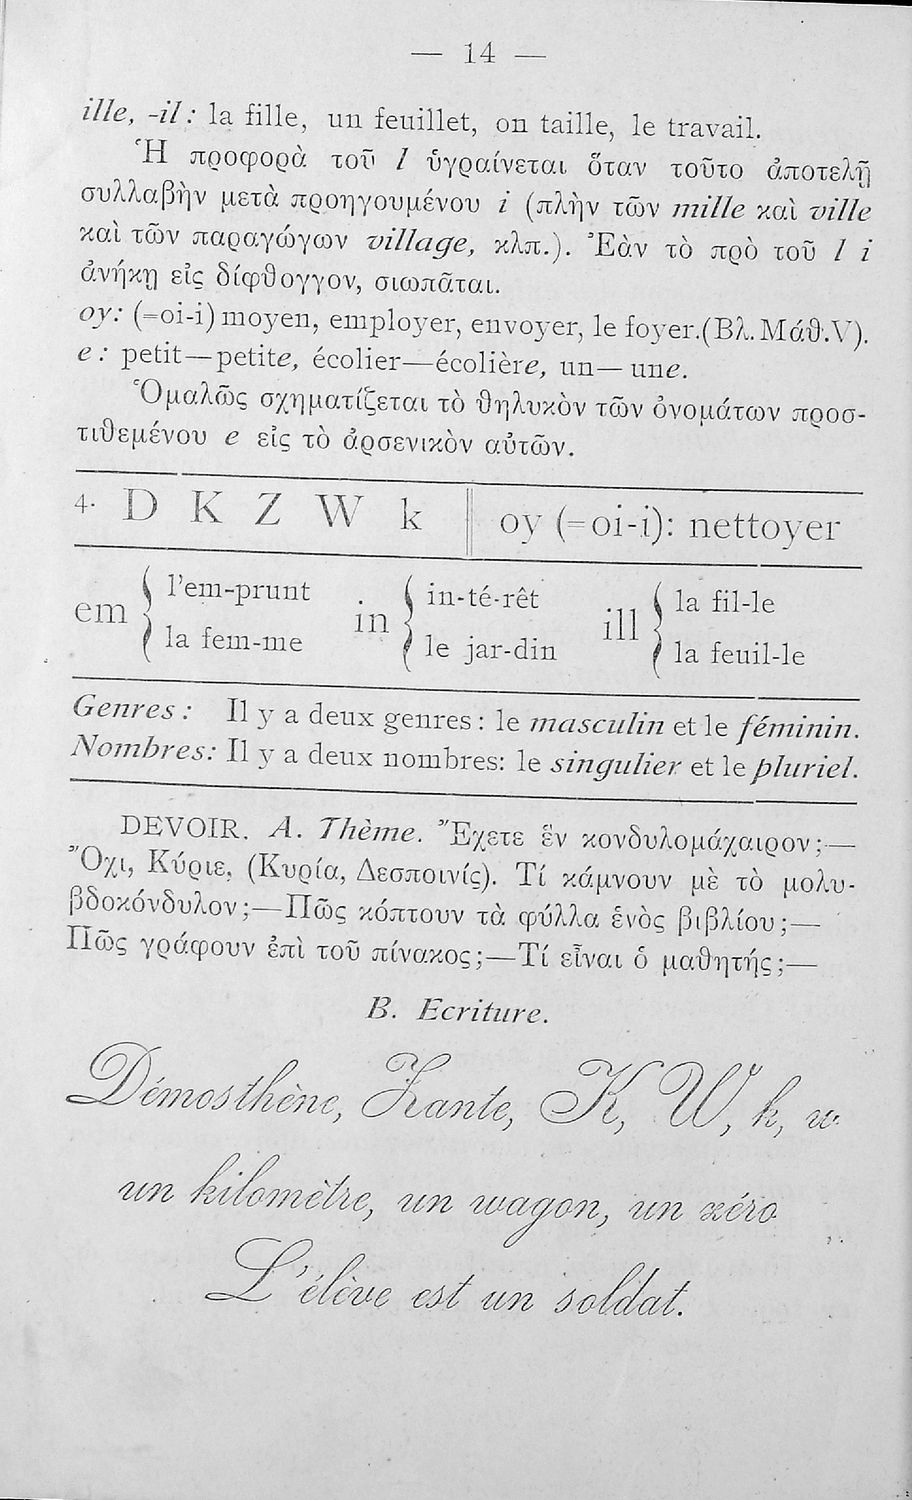 — 14 —
ille, -il: la fille, un feuillet, on taille, le travail.
Ἡ προφορὰ τοῦ l ὑγραίνεται ὅταν τοῦτο ἀποτελῇ
συλλαβὴν μετὰ προηγουμένου i (πλὴν τῶν mille καὶ ville
καὶ τῶν παραγώγων village, κλπ.). Ἐὰν τὸ πρὸ τοῦ l i
ἀνήκῃ εἰς δίφθογγον, σιωπᾶται.
oy: (=oi-i) moyen, employer, envoyer, le foyer.(Βλ. Μάθ.V).
e: petit—petite, écolier—écolière, un—une.
Ὁμαλῶς σχηματίζεται τὸ θηλυκὸν τῶν ὀνομάτων προσ-
τιθεμένου e εἰς τὸ ἀρσενικὸν αὐτῶν.
4. D K Z W k oy (=oi-i): nettoyer
em { l'em-prunt la fem-me in { in-té-rêt le jar-din ill { la fil-le la feuil-le
Genres: Il y a deux genres: le masculin et le féminin.
Nombres: Il y a deux nombres: le singulier et le pluriel.
DEVOIR. A. Thème. Ἔχετε ἓν κονδυλομάχαιρον;—
Ὄχι, Κύριε, (Κυρία, Δεσποινίς). Τί κάμνουν μὲ τὸ μολυ-
βδοκόνδυλον;—Πῶς κόπτουν τὰ φύλλα ἑνὸς βιβλίου;—
Πῶς γράφουν ἐπὶ τοῦ πίνακος;—Τί εἶναι ὁ μαθητής;—
B. Ecriture.
Démosthène, Zante, K, W, k, w
un kilomètre, un wagon, un zéro
L'élève est un soldat.